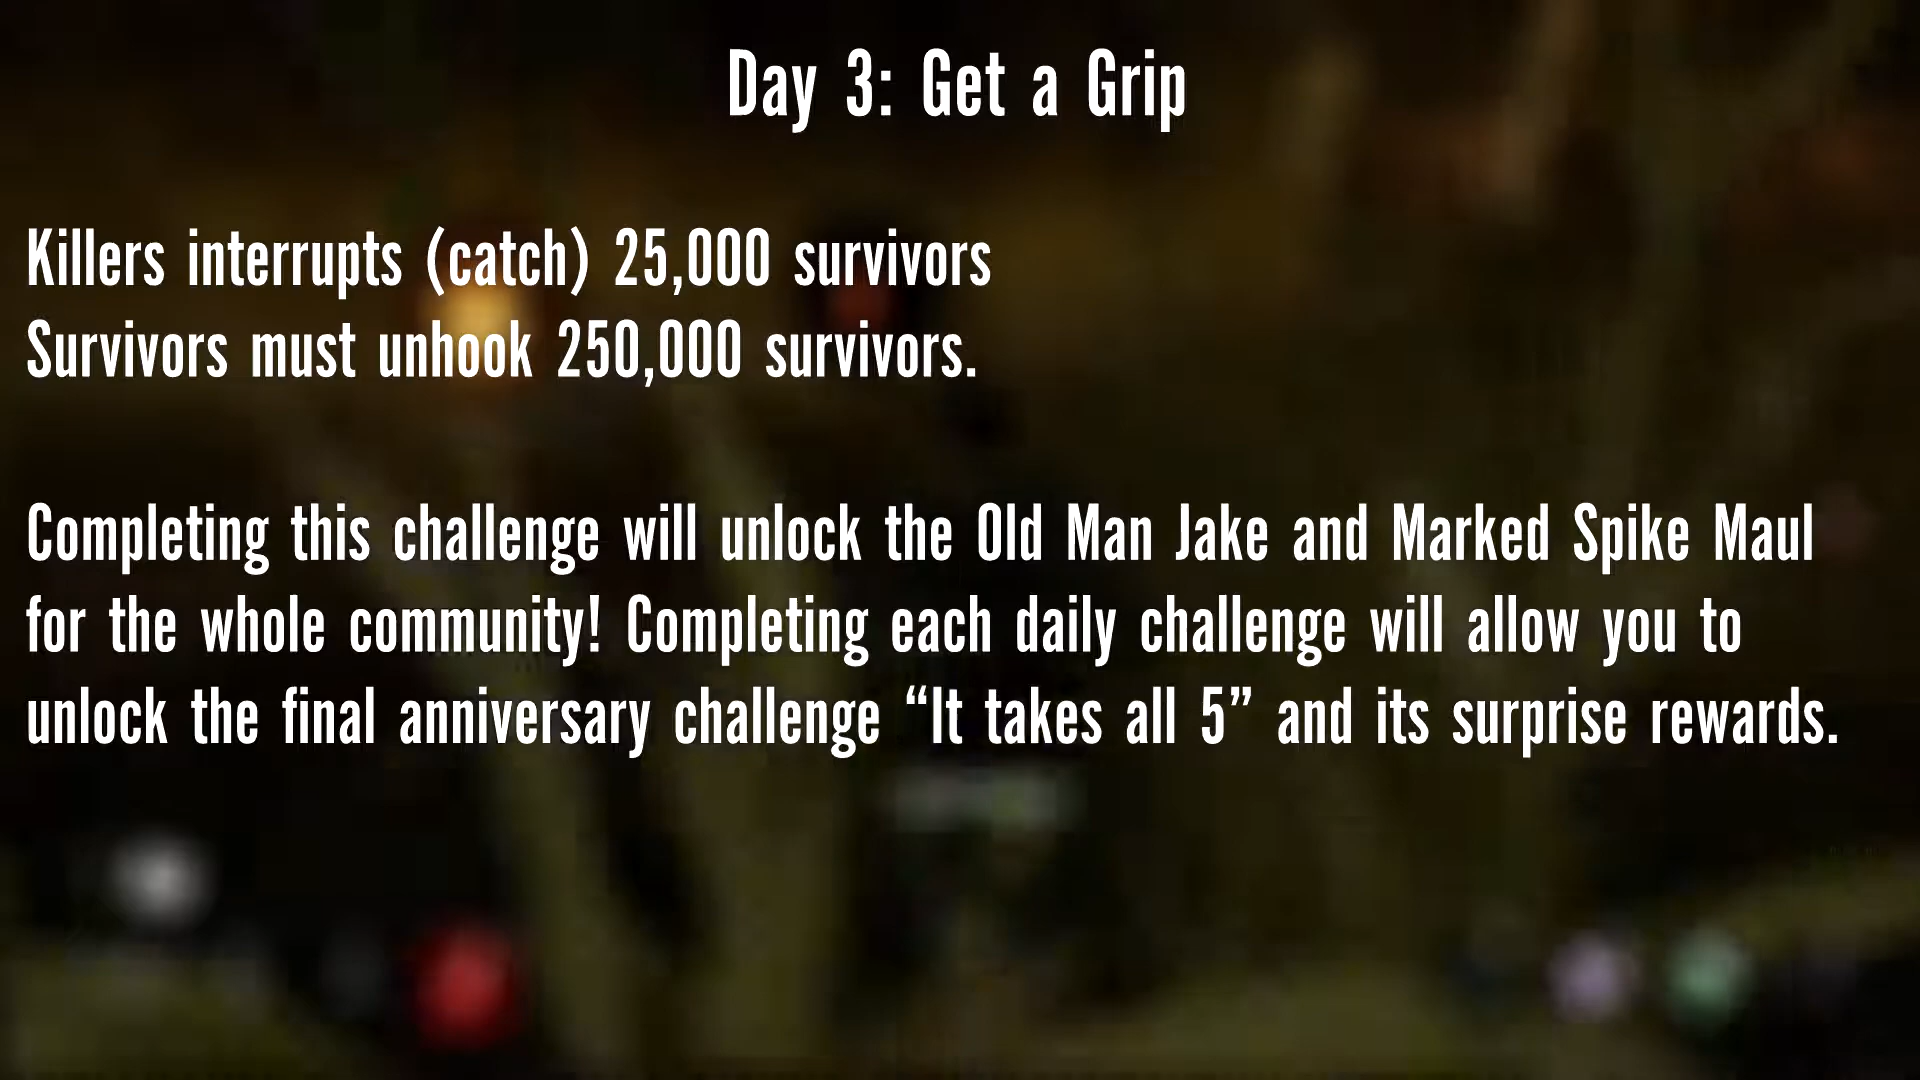 Day 3: Get a Grip
Killers interrupts (catch) 25,000 survivors
Survivors must unhook 250,000 survivors.
Completing this challenge will unlock the Old Man Jake and Marked Spike Maul
for the whole community! Completing each daily challenge will allow you to
unlock the final anniversary challenge “It takes all 5” and its surprise rewards.